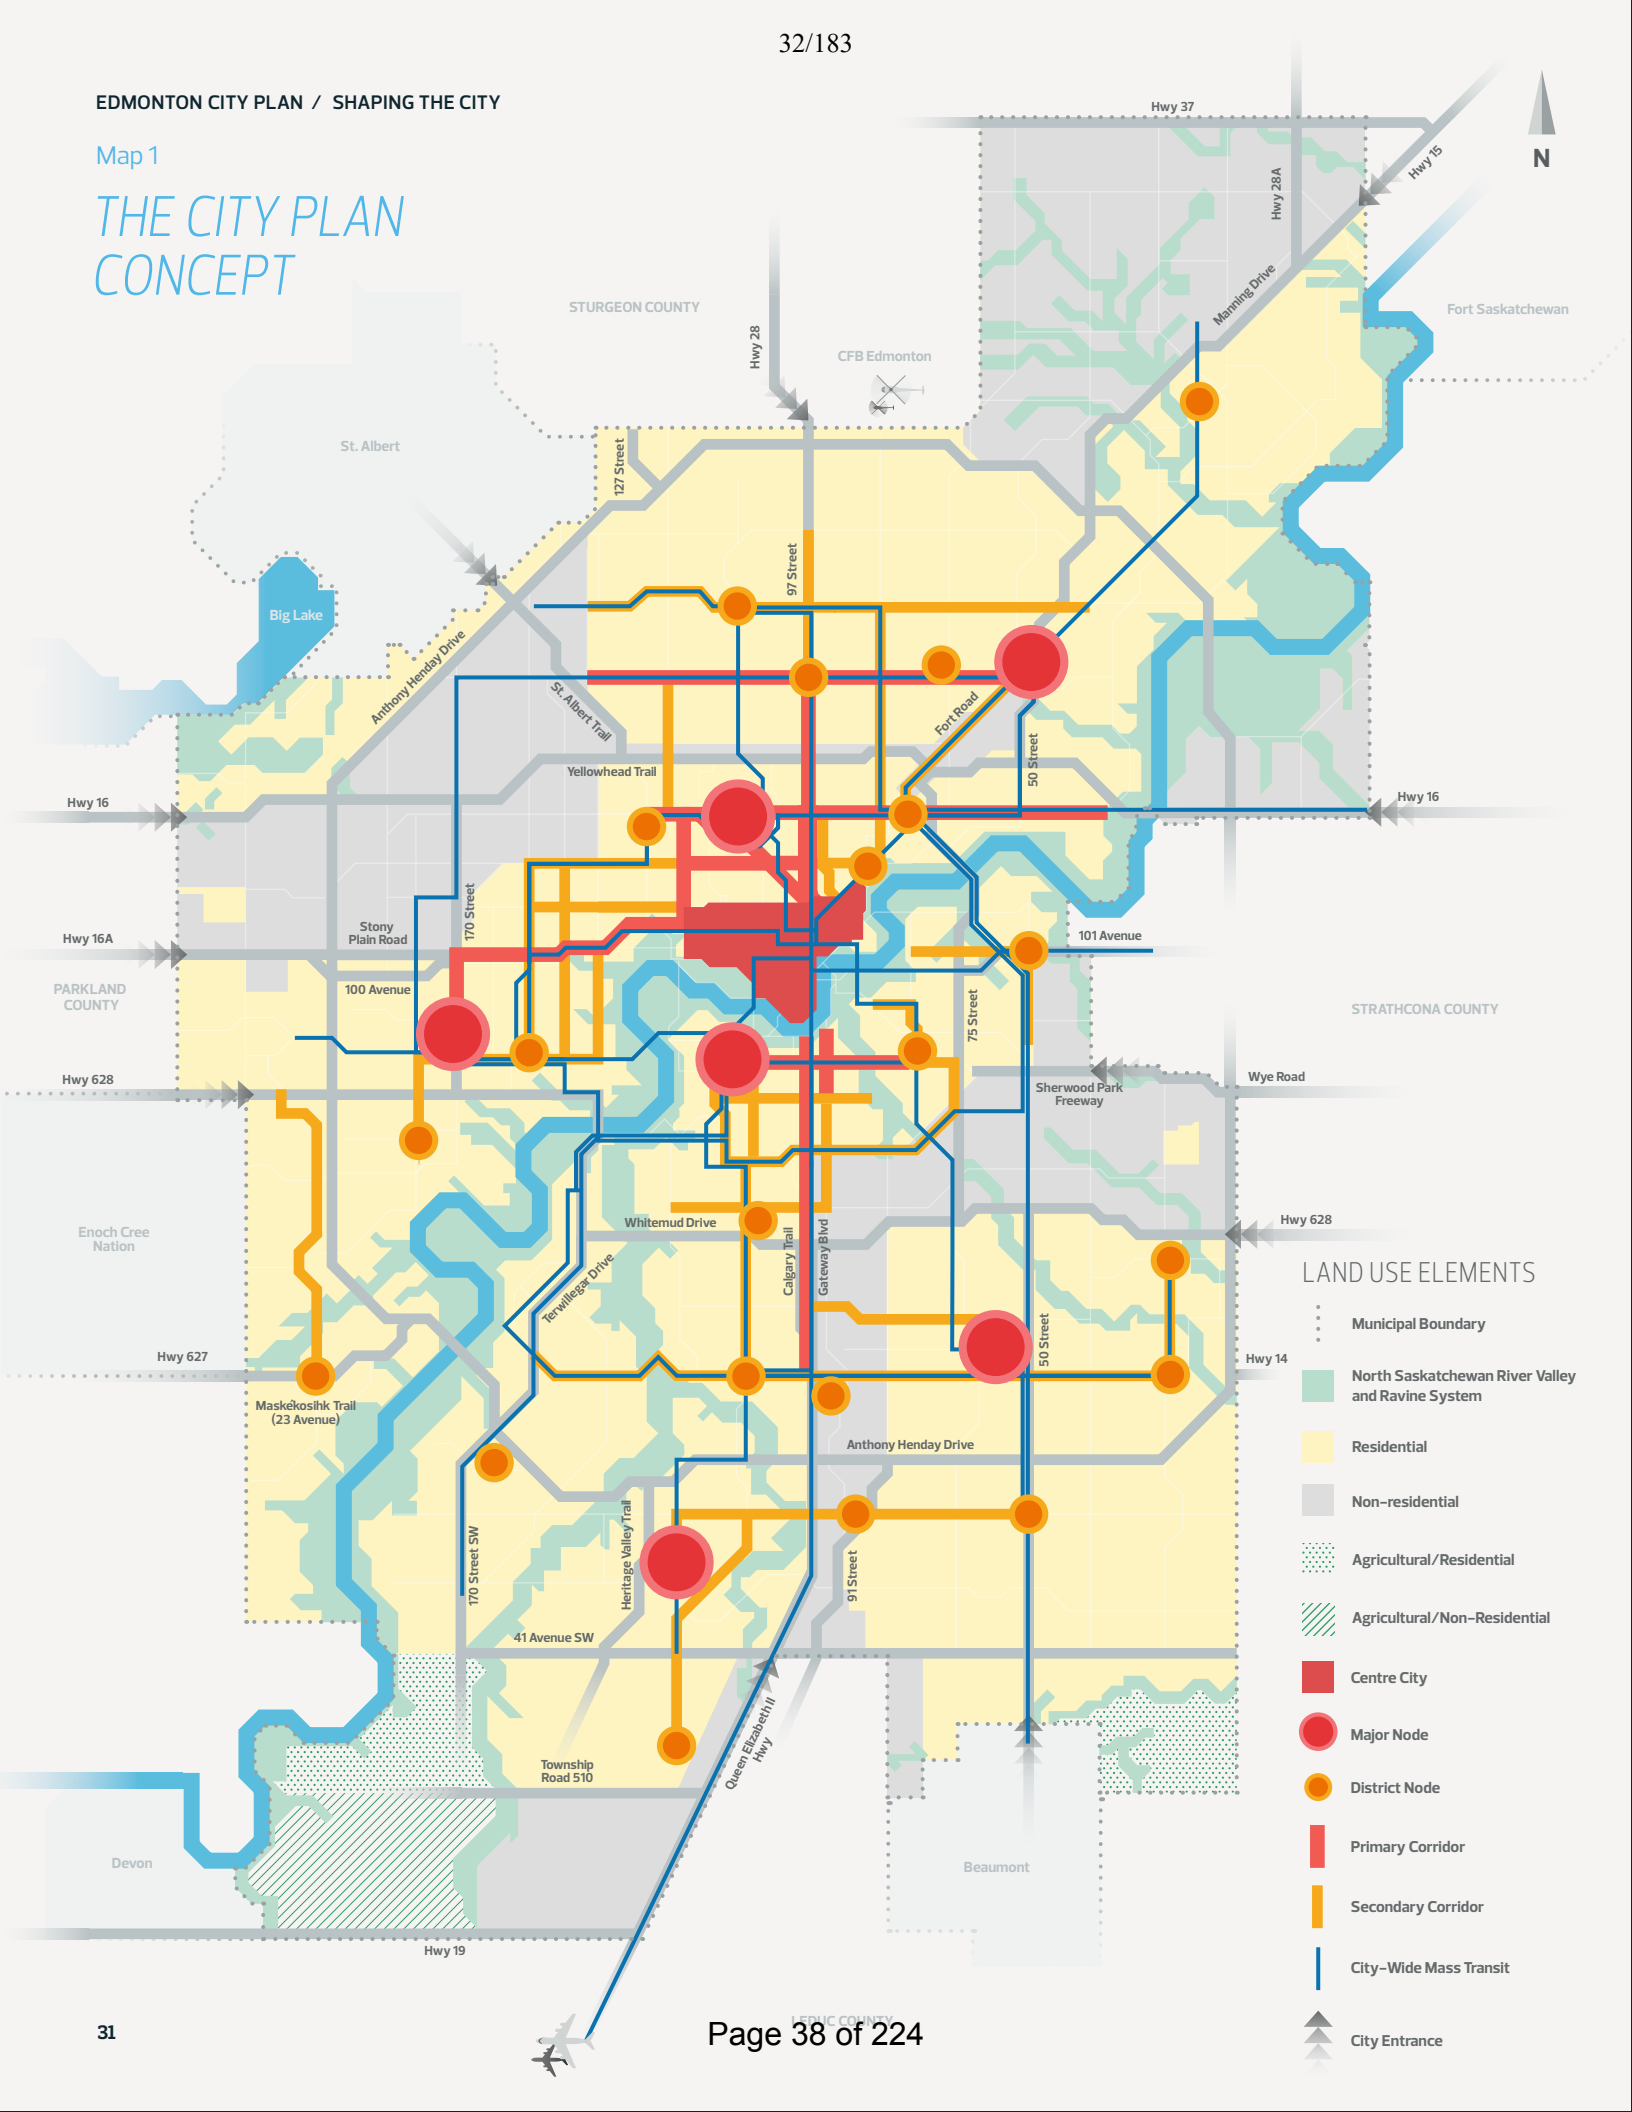 32/183
EDMONTON CITY PLAN / SHAPING THE CITY
Map 1
THE CITY PLAN
CONCEPT
Hwy 37
Hwy 15
N
Hwy 28A
Manning Drive
Fort Saskatchewan
STURGEON COUNTY
Hwy 28
CFB Edmonton
St. Albert
127 Street
97 Street
Big Lake
Anthony Henday Drive
St. Albert Trail
Fort Road
50 Street
Yellowhead Trail
Hwy 16
Hwy 16
170 Street
Stony
Plain Road
Hwy 16A
101 Avenue
PARKLAND
COUNTY
100 Avenue
75 Street
STRATHCONA COUNTY
Hwy 628
Sherwood Park
Freeway
Wye Road
Enoch Cree
Nation
Whitemud Drive
Calgary Trail
Gateway Blvd
Hwy 628
Terwillegar Drive
50 Street
Hwy 627
Hwy 14
Maskêkosihk Trail
(23 Avenue)
Anthony Henday Drive
170 Street SW
Heritage Valley Trail
91 Street
41 Avenue SW
Queen Elizabeth II
Hwy
Township
Road 510
Devon
Beaumont
Hwy 19
LEDUC COUNTY
LAND USE ELEMENTS
Municipal Boundary
North Saskatchewan River Valley
and Ravine System
Residential
Non-residential
Agricultural/Residential
Agricultural/Non-Residential
Centre City
Major Node
District Node
Primary Corridor
Secondary Corridor
City-Wide Mass Transit
City Entrance
31
Page 38 of 224